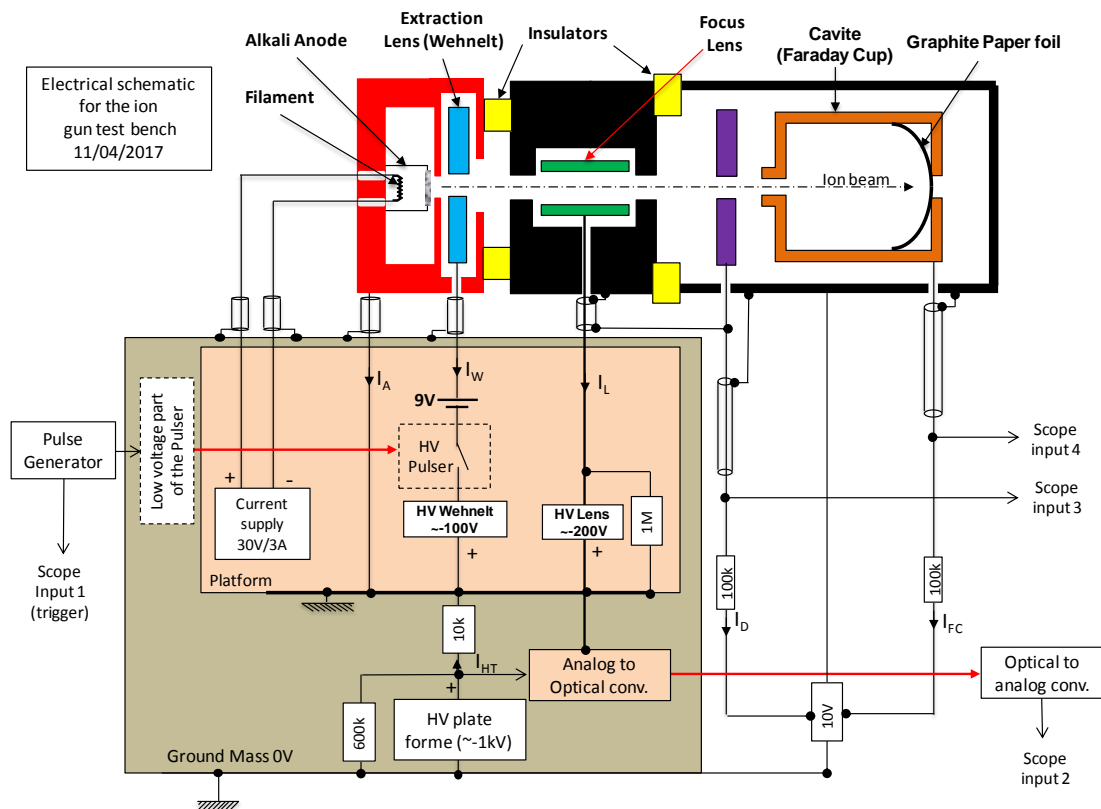 Electrical schematic
for the ion
gun test bench
11/04/2017
Alkali Anode
Filament
Extraction
Lens (Wehnelt)
Insulators
Focus
Lens
Cavite
(Faraday Cup)
Graphite Paper foil
Ion beam
I_A
I_W
I_L
9V
HV
Pulser
Pulse
Generator
Low voltage part
of the Pulser
+
-
Current
supply
30V/3A
HV Wehnelt
~-100V
+
HV Lens
~-200V
+
1M
Scope
input 4
Scope
input 3
Scope
Input 1
(trigger)
Platform
10k
100k
100k
I_D
I_FC
I_HT
+
600k
HV plate
forme (~-1kV)
Analog to
Optical conv.
10V
Optical to
analog conv.
Ground Mass 0V
Scope
input 2